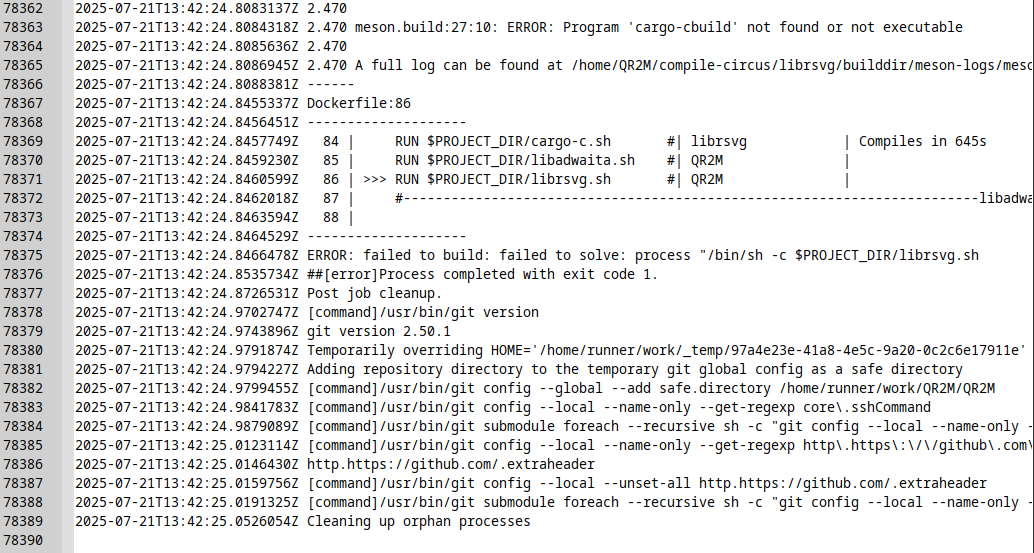 78362 2025-07-21T13:42:24.8083137Z 2.470
78363 2025-07-21T13:42:24.8084318Z 2.470 meson.build:27:10: ERROR: Program 'cargo-cbuild' not found or not executable
78364 2025-07-21T13:42:24.8085636Z 2.470
78365 2025-07-21T13:42:24.8086945Z 2.470 A full log can be found at /home/QR2M/compile-circus/librsvg/builddir/meson-logs/meso
78366 2025-07-21T13:42:24.8088381Z ------
78367 2025-07-21T13:42:24.8455337Z Dockerfile:86
78368 2025-07-21T13:42:24.8456451Z --------------------
78369 2025-07-21T13:42:24.8457749Z   84 |     RUN $PROJECT_DIR/cargo-c.sh       #| librsvg            | Compiles in 645s
78370 2025-07-21T13:42:24.8459230Z   85 |     RUN $PROJECT_DIR/libadwaita.sh    #| QR2M               |
78371 2025-07-21T13:42:24.8460599Z   86 | >>> RUN $PROJECT_DIR/librsvg.sh       #| QR2M               |
78372 2025-07-21T13:42:24.8462018Z   87 |     #------------------------------------------------------------------------libadwa
78373 2025-07-21T13:42:24.8463594Z   88 |
78374 2025-07-21T13:42:24.8464529Z --------------------
78375 2025-07-21T13:42:24.8466478Z ERROR: failed to build: failed to solve: process "/bin/sh -c $PROJECT_DIR/librsvg.sh
78376 2025-07-21T13:42:24.8535734Z ##[error]Process completed with exit code 1.
78377 2025-07-21T13:42:24.8726531Z Post job cleanup.
78378 2025-07-21T13:42:24.9702747Z [command]/usr/bin/git version
78379 2025-07-21T13:42:24.9743896Z git version 2.50.1
78380 2025-07-21T13:42:24.9791874Z Temporarily overriding HOME='/home/runner/work/_temp/97a4e23e-41a8-4e5c-9a20-0c2c6e17911e'
78381 2025-07-21T13:42:24.9794227Z Adding repository directory to the temporary git global config as a safe directory
78382 2025-07-21T13:42:24.9799455Z [command]/usr/bin/git config --global --add safe.directory /home/runner/work/QR2M/QR2M
78383 2025-07-21T13:42:24.9841783Z [command]/usr/bin/git config --local --name-only --get-regexp core\.sshCommand
78384 2025-07-21T13:42:24.9879089Z [command]/usr/bin/git submodule foreach --recursive sh -c "git config --local --name-only -
78385 2025-07-21T13:42:25.0123114Z [command]/usr/bin/git config --local --name-only --get-regexp http\.https\:\/\/github\.com\
78386 2025-07-21T13:42:25.0146430Z http.https://github.com/.extraheader
78387 2025-07-21T13:42:25.0159756Z [command]/usr/bin/git config --local --unset-all http.https://github.com/.extraheader
78388 2025-07-21T13:42:25.0191325Z [command]/usr/bin/git submodule foreach --recursive sh -c "git config --local --name-only -
78389 2025-07-21T13:42:25.0526054Z Cleaning up orphan processes
78390